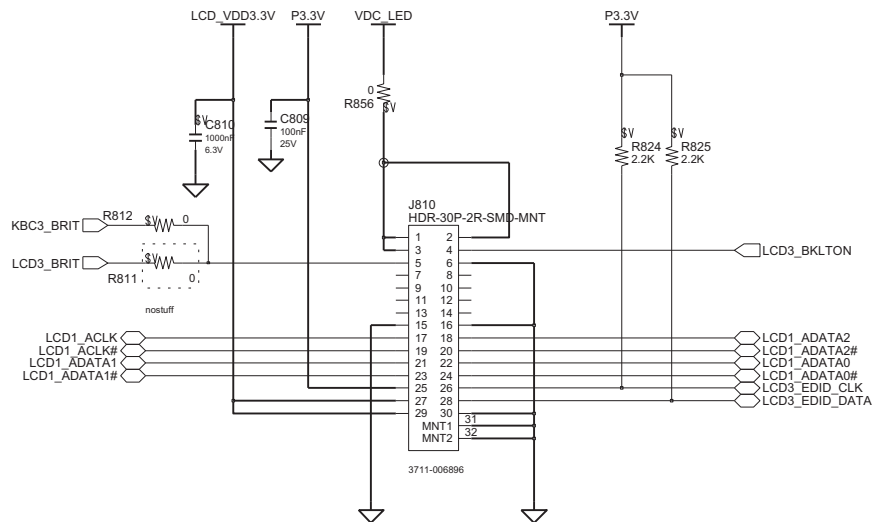 LCD_VDD3.3V P3.3V VDC_LED P3.3V
0
R856
$V
$V
C810
1000nF
6.3V
C809
100nF
25V
$V
R824
2.2K
$V
R825
2.2K
J810
HDR-30P-2R-SMD-MNT
KBC3_BRIT
R812
$V
0
LCD3_BRIT
$V
R811
0
nostuff
1 2
3 4
LCD3_BKLTON
5 6
7 8
9 10
11 12
13 14
15 16
LCD1_ACLK 17 18 LCD1_ADATA2
LCD1_ACLK# 19 20 LCD1_ADATA2#
LCD1_ADATA1 21 22 LCD1_ADATA0
LCD1_ADATA1# 23 24 LCD1_ADATA0#
25 26 LCD3_EDID_CLK
27 28 LCD3_EDID_DATA
29 30
MNT1 31
MNT2 32
3711-006896